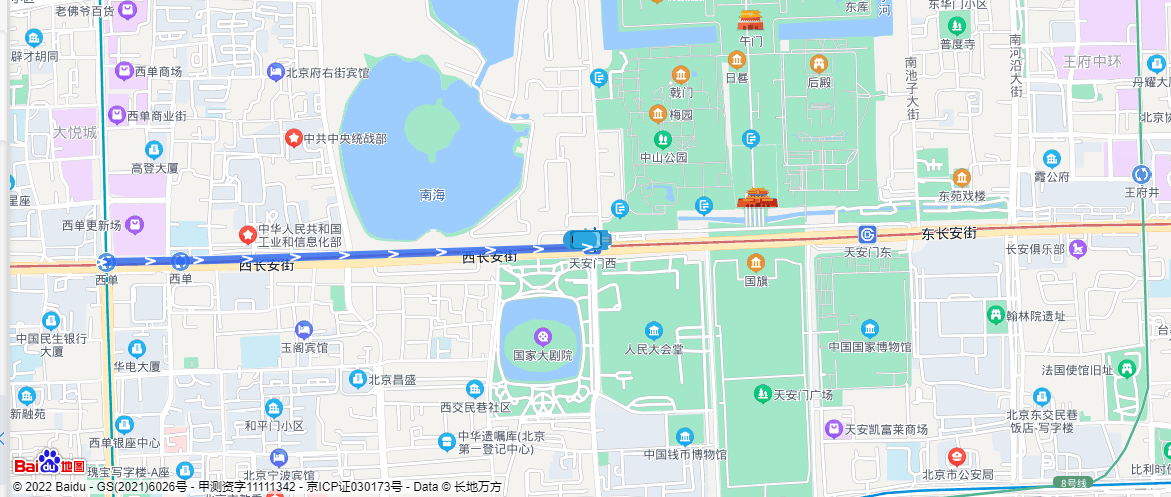 老佛爷百货
东库
河
东华门小区
午门
普度寺
南河沿大街
辟才胡同
西单商场
北京府右街宾馆
戟门
日晷
后殿
南池子大街
王府中环
丹耀大厦
西单商业街
梅园
大悦城
中共中央统战部
高登大厦
中山公园
霞公府
南海
东苑戏楼
王府井
星座
西单更新场
中华人民共和国
工业和信息化部
东长安街
西长安街
西长安街
天安门西
天安门东
长安俱乐部
西单
西单
国旗
中国民生银行
大厦
玉阁宾馆
国家大剧院
人民大会堂
中国国家博物馆
翰林院遗址
华电大厦
北京昌盛
法国使馆旧址
新融苑
西交民巷社区
天安门广场
北京东交民巷
饭店-写字楼
和平门小区
天安凯富莱商场
西单银座中心
中华遗嘱库(北京
第一登记中心)
中国钱币博物馆
北京宁波宾馆
瑰宝写字楼-A座
北京市公安局
比利时使
8号线
Bai du 地图
© 2022 Baidu - GS(2021)6026号 - 甲测资字11111342 - 京ICP证030173号 - Data © 长地万方